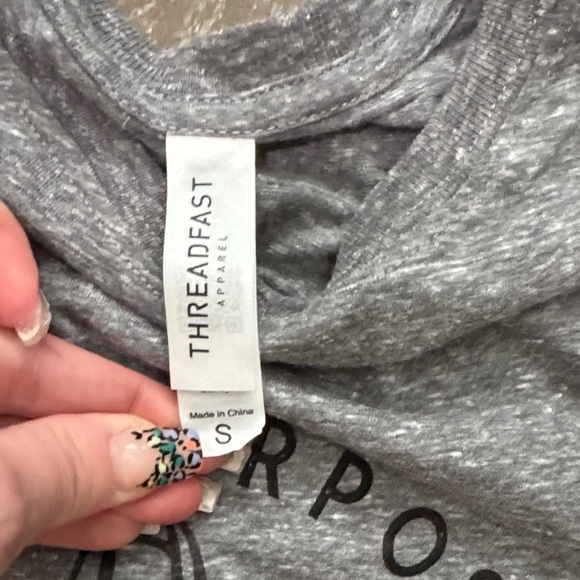 THREADFAST
APPAREL
Made in China
S
RPO